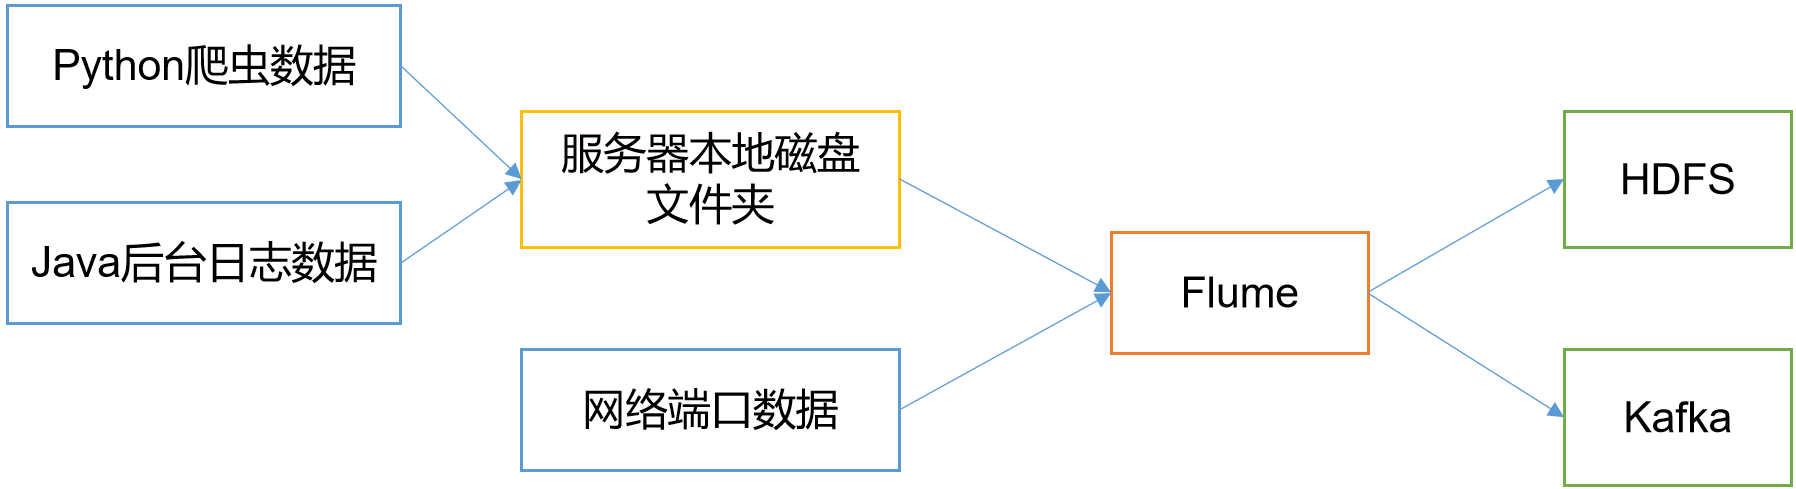 Python爬虫数据
Java后台日志数据
服务器本地磁盘
文件夹
网络端口数据
Flume
HDFS
Kafka